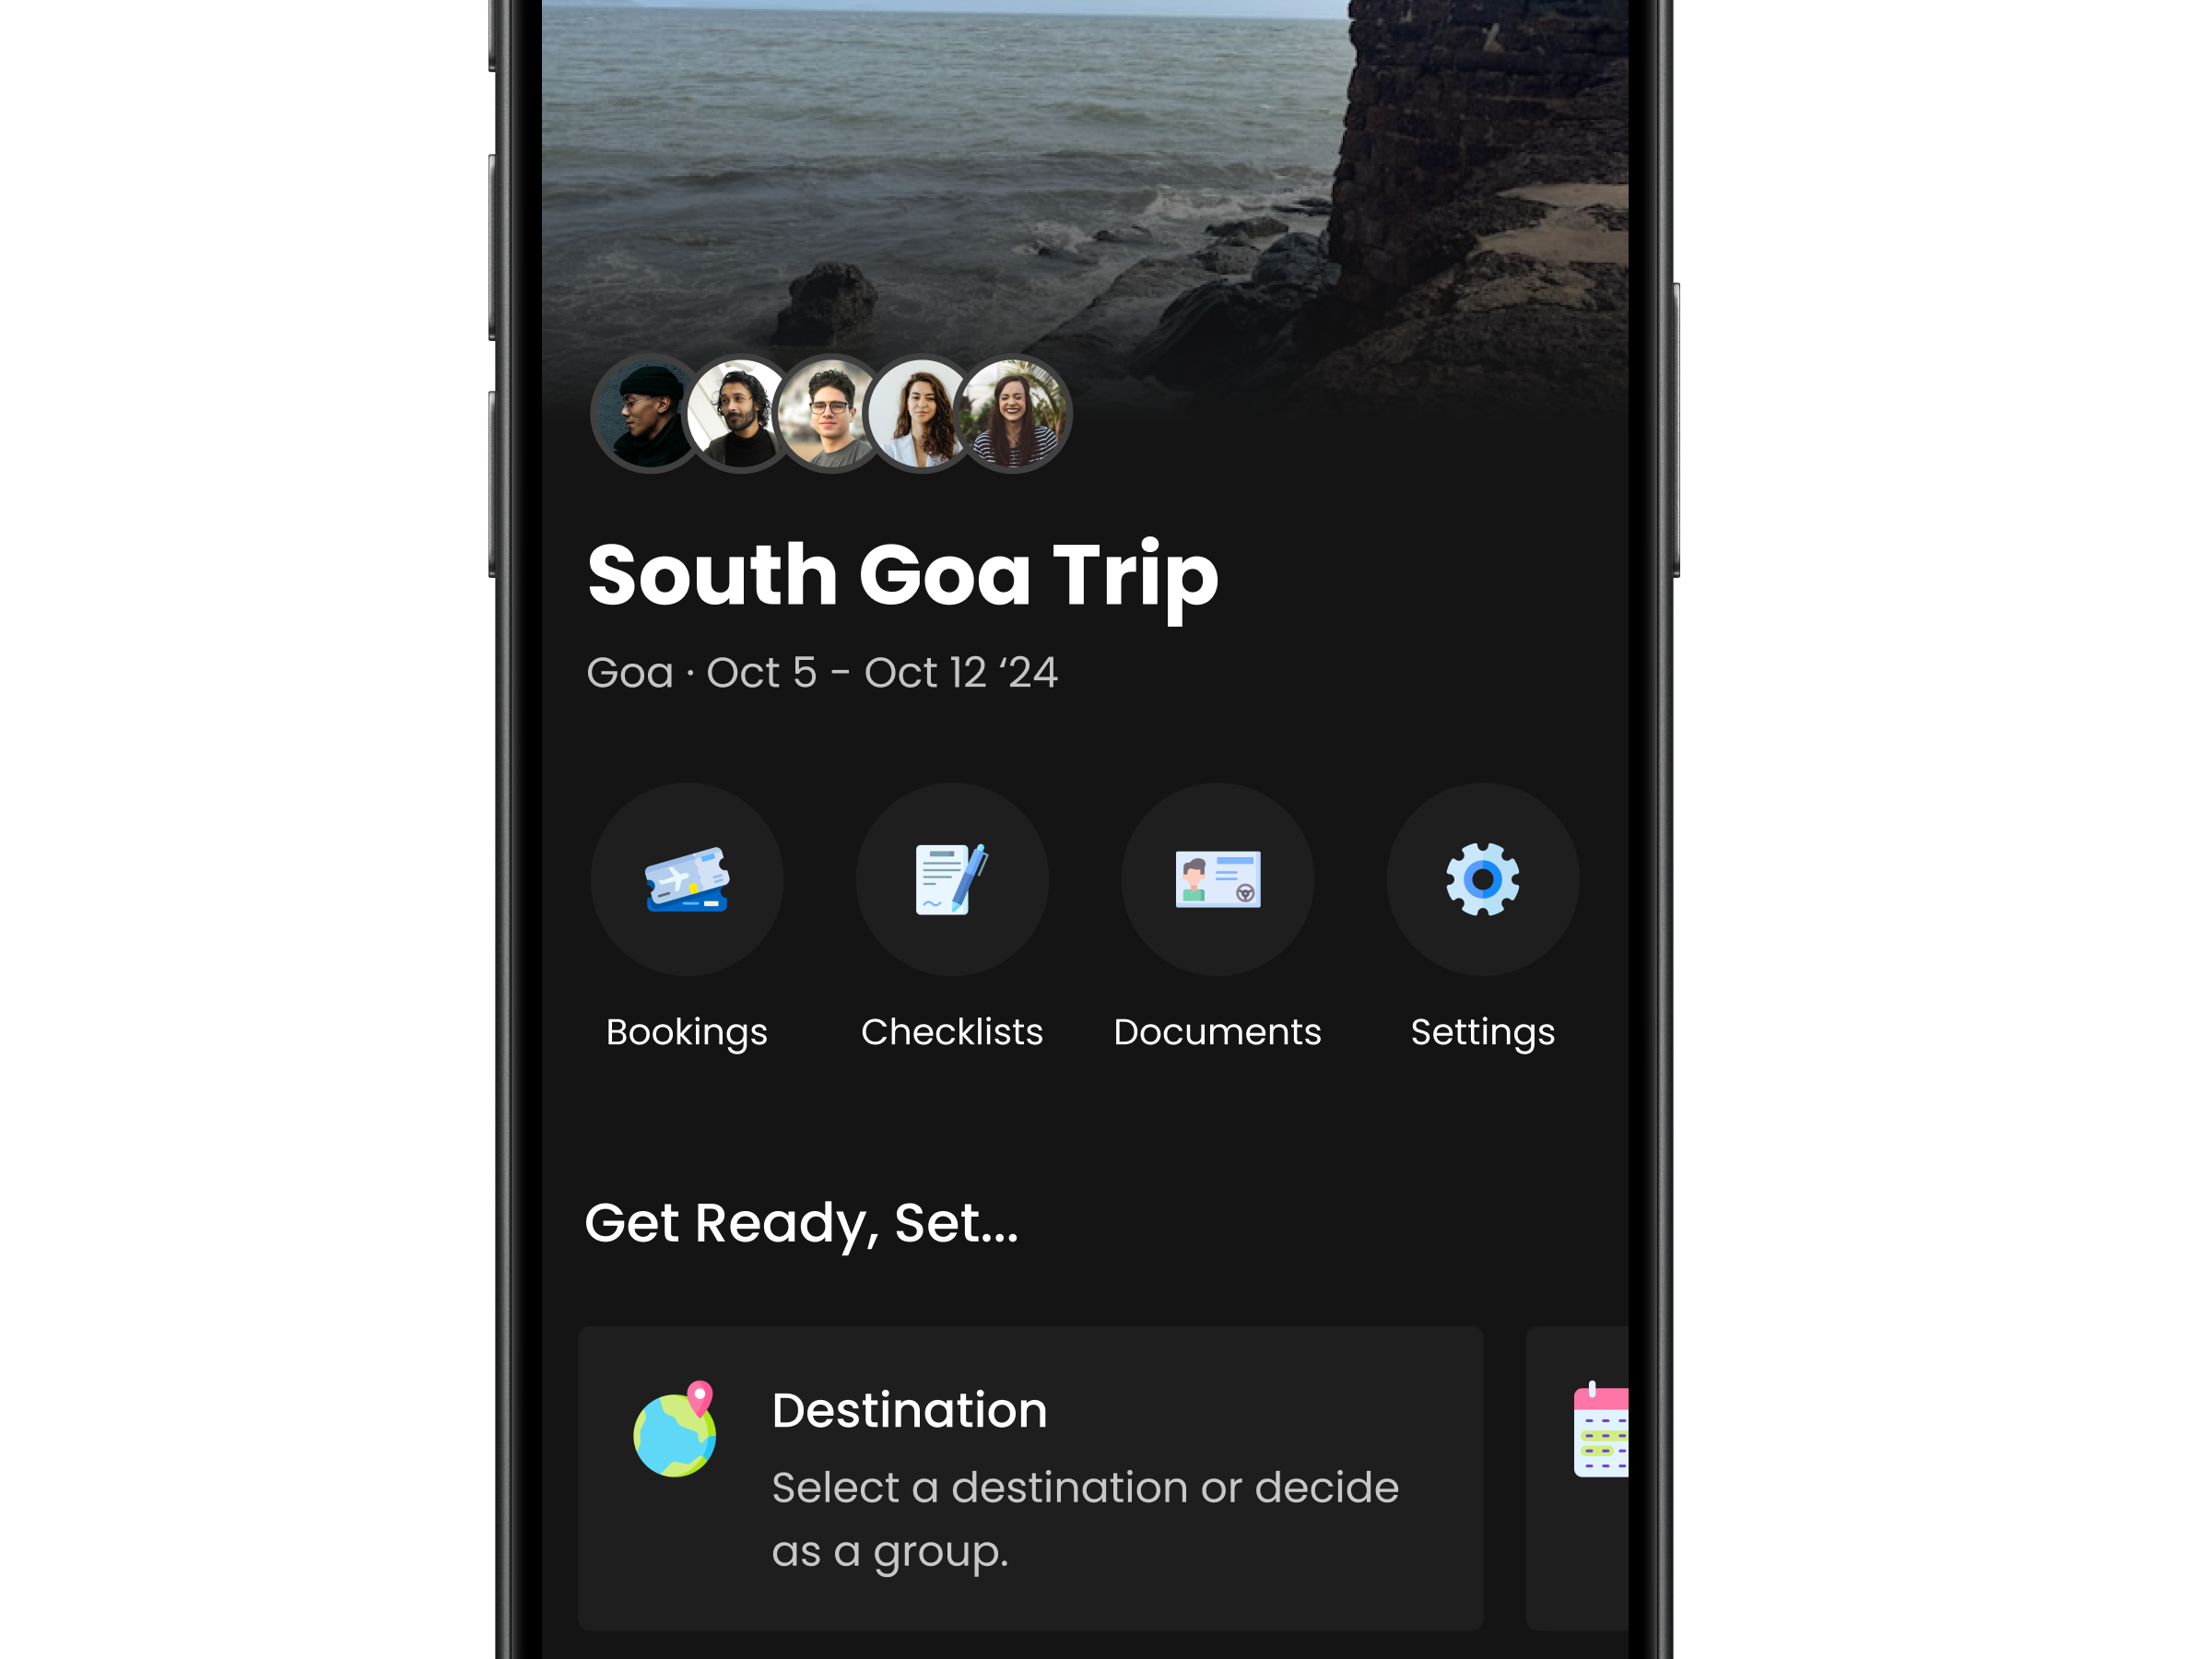 South Goa Trip
Goa · Oct 5 - Oct 12 ‘24
Bookings
Checklists
Documents
Settings
Get Ready, Set...
Destination
Select a destination or decide
as a group.